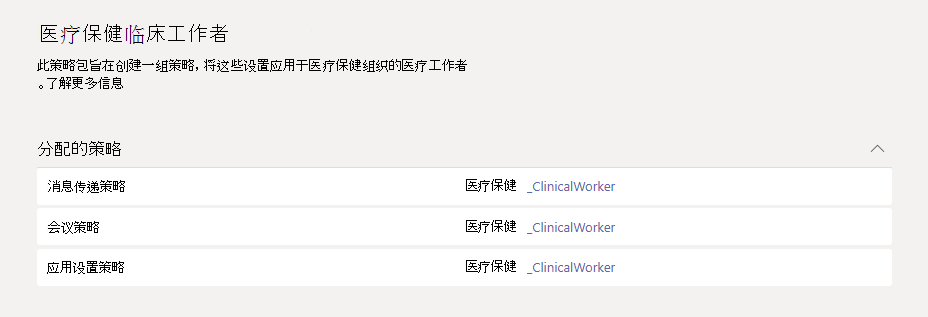 医疗保健临床工作者
此策略包旨在创建一组策略, 将这些设置应用于医疗保健组织的医疗工作者
。了解更多信息
分配的策略
消息传递策略 医疗保健 _ClinicalWorker
会议策略 医疗保健 _ClinicalWorker
应用设置策略 医疗保健 _ClinicalWorker